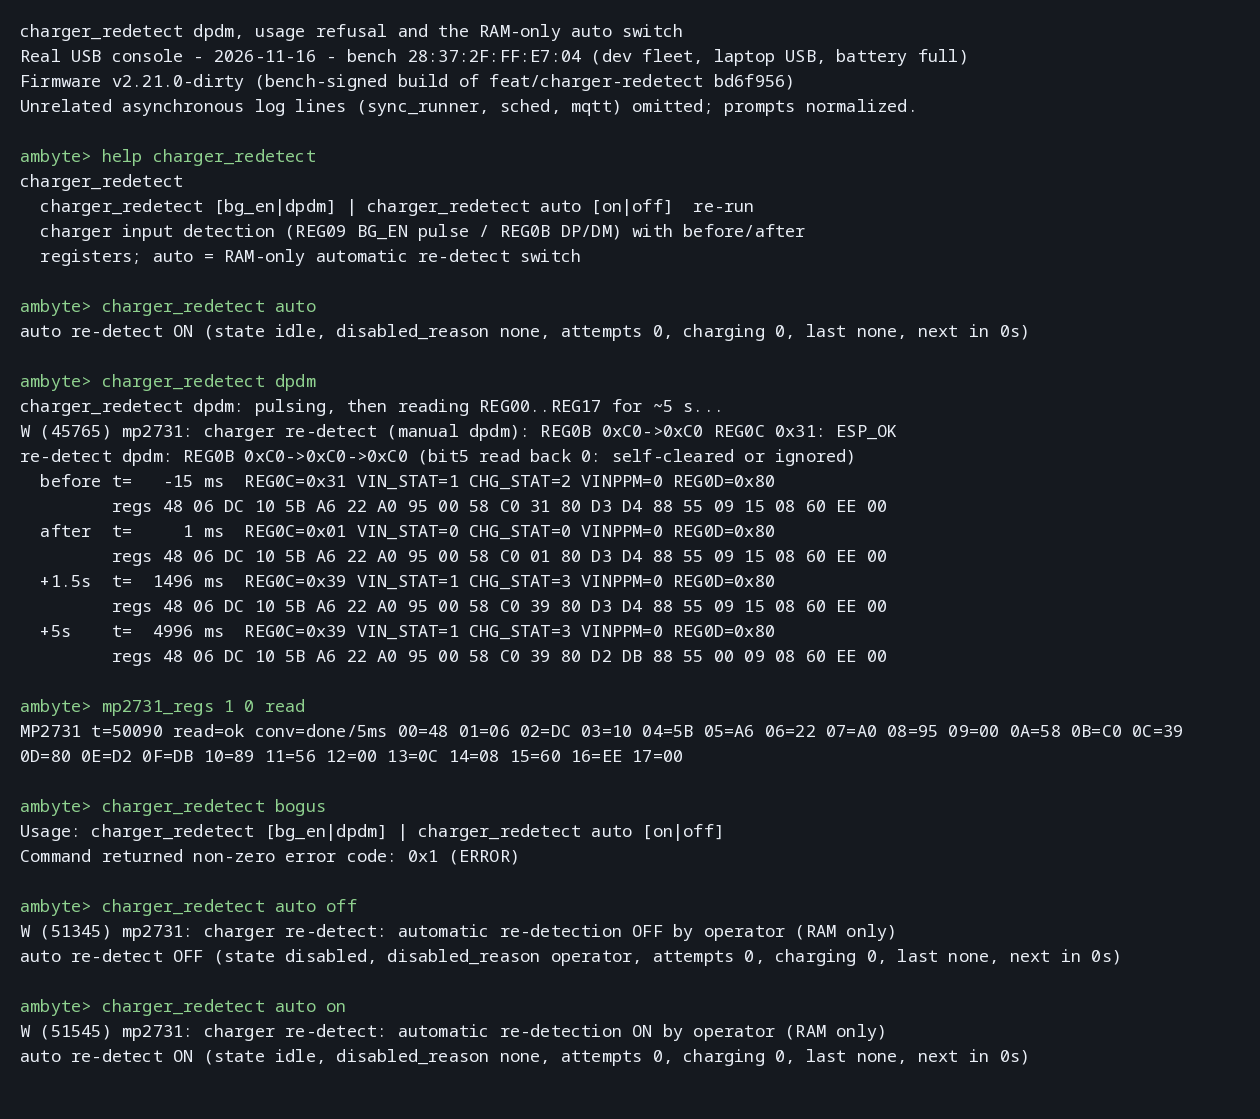 charger_redetect dpdm, usage refusal and the RAM-only auto switch
Real USB console - 2026-11-16 - bench 28:37:2F:FF:E7:04 (dev fleet, laptop USB, battery full)
Firmware v2.21.0-dirty (bench-signed build of feat/charger-redetect bd6f956)
Unrelated asynchronous log lines (sync_runner, sched, mqtt) omitted; prompts normalized.
ambyte> help charger_redetect
charger_redetect
  charger_redetect [bg_en|dpdm] | charger_redetect auto [on|off]  re-run
  charger input detection (REG09 BG_EN pulse / REG0B DP/DM) with before/after
  registers; auto = RAM-only automatic re-detect switch
ambyte> charger_redetect auto
auto re-detect ON (state idle, disabled_reason none, attempts 0, charging 0, last none, next in 0s)
ambyte> charger_redetect dpdm
charger_redetect dpdm: pulsing, then reading REG00..REG17 for ~5 s...
W (45765) mp2731: charger re-detect (manual dpdm): REG0B 0xC0->0xC0 REG0C 0x31: ESP_OK
re-detect dpdm: REG0B 0xC0->0xC0->0xC0 (bit5 read back 0: self-cleared or ignored)
  before t=   -15 ms  REG0C=0x31 VIN_STAT=1 CHG_STAT=2 VINPPM=0 REG0D=0x80
         regs 48 06 DC 10 5B A6 22 A0 95 00 58 C0 31 80 D3 D4 88 55 09 15 08 60 EE 00
  after  t=     1 ms  REG0C=0x01 VIN_STAT=0 CHG_STAT=0 VINPPM=0 REG0D=0x80
         regs 48 06 DC 10 5B A6 22 A0 95 00 58 C0 01 80 D3 D4 88 55 09 15 08 60 EE 00
  +1.5s  t=  1496 ms  REG0C=0x39 VIN_STAT=1 CHG_STAT=3 VINPPM=0 REG0D=0x80
         regs 48 06 DC 10 5B A6 22 A0 95 00 58 C0 39 80 D3 D4 88 55 09 15 08 60 EE 00
  +5s    t=  4996 ms  REG0C=0x39 VIN_STAT=1 CHG_STAT=3 VINPPM=0 REG0D=0x80
         regs 48 06 DC 10 5B A6 22 A0 95 00 58 C0 39 80 D2 DB 88 55 00 09 08 60 EE 00
ambyte> mp2731_regs 1 0 read
MP2731 t=50090 read=ok conv=done/5ms 00=48 01=06 02=DC 03=10 04=5B 05=A6 06=22 07=A0 08=95 09=00 0A=58 0B=C0 0C=39
0D=80 0E=D2 0F=DB 10=89 11=56 12=00 13=0C 14=08 15=60 16=EE 17=00
ambyte> charger_redetect bogus
Usage: charger_redetect [bg_en|dpdm] | charger_redetect auto [on|off]
Command returned non-zero error code: 0x1 (ERROR)
ambyte> charger_redetect auto off
W (51345) mp2731: charger re-detect: automatic re-detection OFF by operator (RAM only)
auto re-detect OFF (state disabled, disabled_reason operator, attempts 0, charging 0, last none, next in 0s)
ambyte> charger_redetect auto on
W (51545) mp2731: charger re-detect: automatic re-detection ON by operator (RAM only)
auto re-detect ON (state idle, disabled_reason none, attempts 0, charging 0, last none, next in 0s)